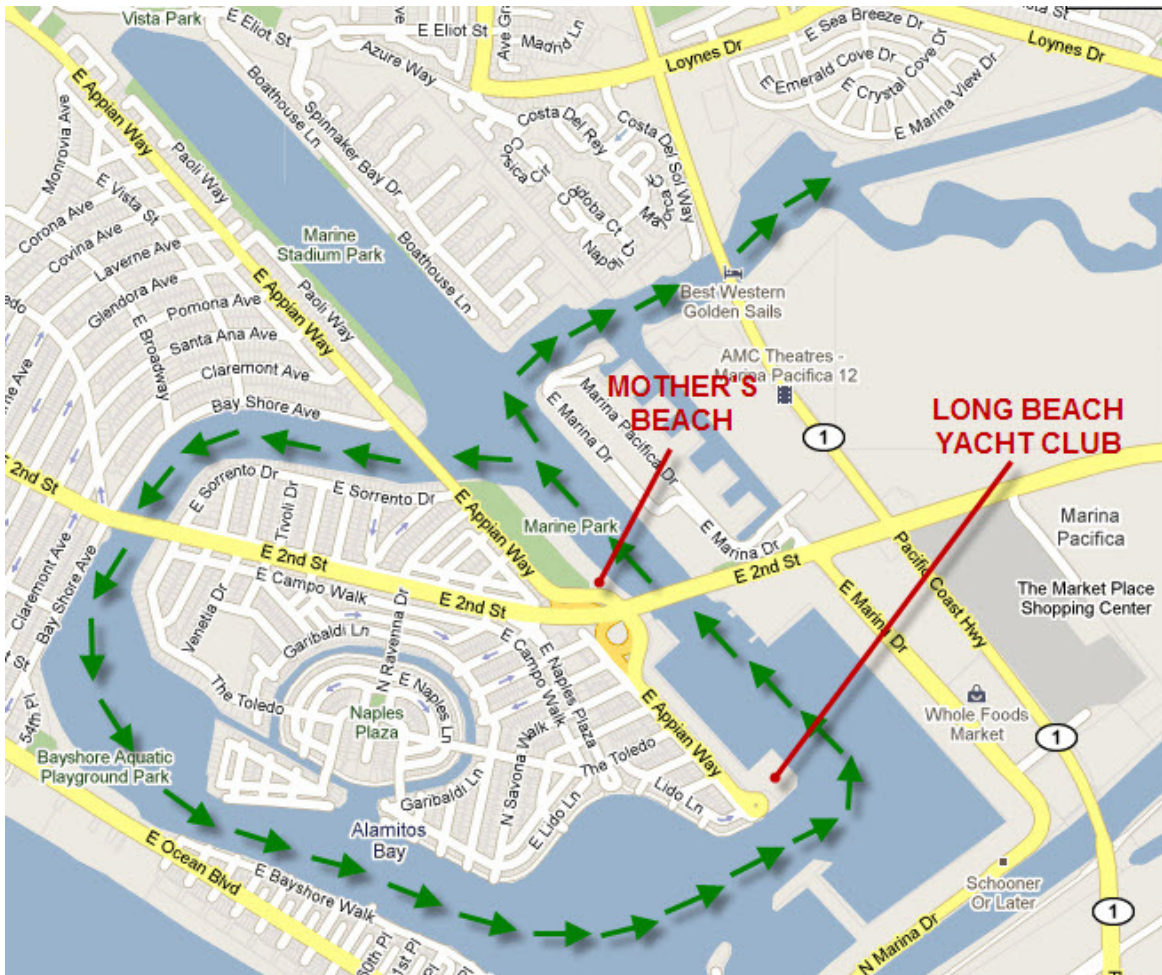 Vista Park
E Eliot St
E Eliot St
Azure Way
Ave Gra
Madrid Ln
Loynes Dr
E Sea Breeze Dr
E Emerald Cove Dr
E Crystal Cove Dr
E Marina View Dr
Loynes Dr
E Appian Way
Boathouse Ln
Spinnaker Bay Dr
Corsica Cir
Costa Del Rey
Costa Del Sol Way
Napoli
Monrovia Ave
Paoli Way
E Vista St
Corona Ave
Covina Ave
Laverne Ave
Glendora Ave
Pomona Ave
Santa Ana Ave
Claremont Ave
E Broadway
Marine
Stadium Park
Boathouse Ln
E Appian Way
Paoli Way
Bay Shore Ave
Best Western
Golden Sails
AMC Theatres -
Marina Pacifica 12
MOTHER'S
BEACH
LONG BEACH
YACHT CLUB
1
E Marina Dr
Marina Pacifica Dr
E 2nd St
E Sorrento Dr
Tivoli Dr
E Sorrento Dr
E Appian Way
Marine Park
E Marina Dr
E 2nd St
Pacific Coast Hwy
Marina
Pacifica
The Market Place
Shopping Center
E Marina Dr
E 2nd St
E Campo Walk
E 2nd St
Claremont Ave
Bay Shore Ave
54th Pl
Venetia Dr
Garibaldi Ln
N Ravenna Dr
E Naples Ln
E Campo Walk
E Naples Plaza
E Appian Way
The Toledo
Naples
Plaza
N Savona Walk
The Toledo
Lido Ln
Garibaldi Ln
E Lido Ln
Whole Foods
Market
1
Bayshore Aquatic
Playground Park
Alamitos
Bay
E Ocean Blvd
E Bayshore Walk
60th Pl
Schooner
Or Later
N Marina Dr
1